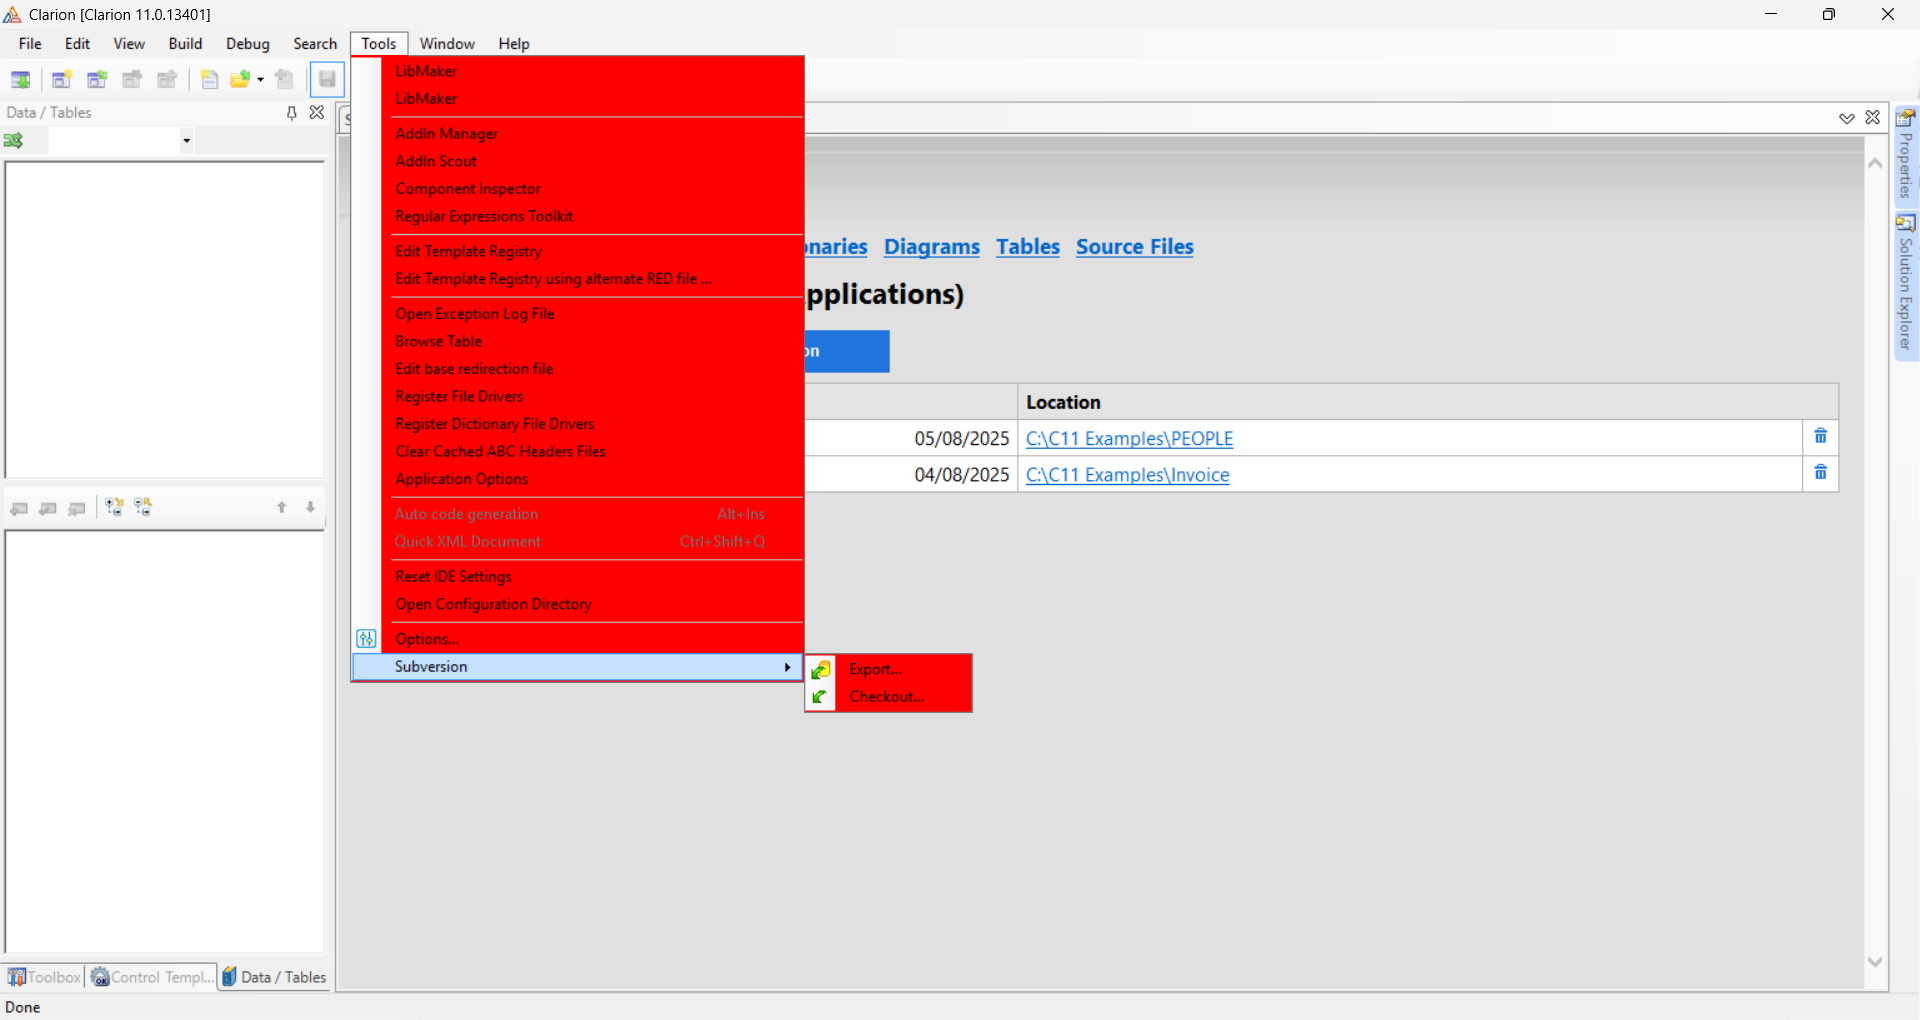 Clarion [Clarion 11.0.13401]
File Edit View Build Debug Search Tools Window Help
Data / Tables
LibMaker
LibMaker
AddIn Manager
AddIn Scout
Component Inspector
Regular Expressions Toolkit
Edit Template Registry
Edit Template Registry using alternate RED file ...
Open Exception Log File
Browse Table
Edit base redirection file
Register File Drivers
Register Dictionary File Drivers
Clear Cached ABC Headers Files
Application Options
Auto code generation Alt+Ins
Quick XML Document Ctrl+Shift+Q
Reset IDE Settings
Open Configuration Directory
Options...
Subversion
Export...
Checkout...
onaries Diagrams Tables Source Files
pplications)
on
Location
05/08/2025 C:\C11 Examples\PEOPLE
04/08/2025 C:\C11 Examples\Invoice
Properties
Solution Explorer
Toolbox Control Templ... Data / Tables
Done